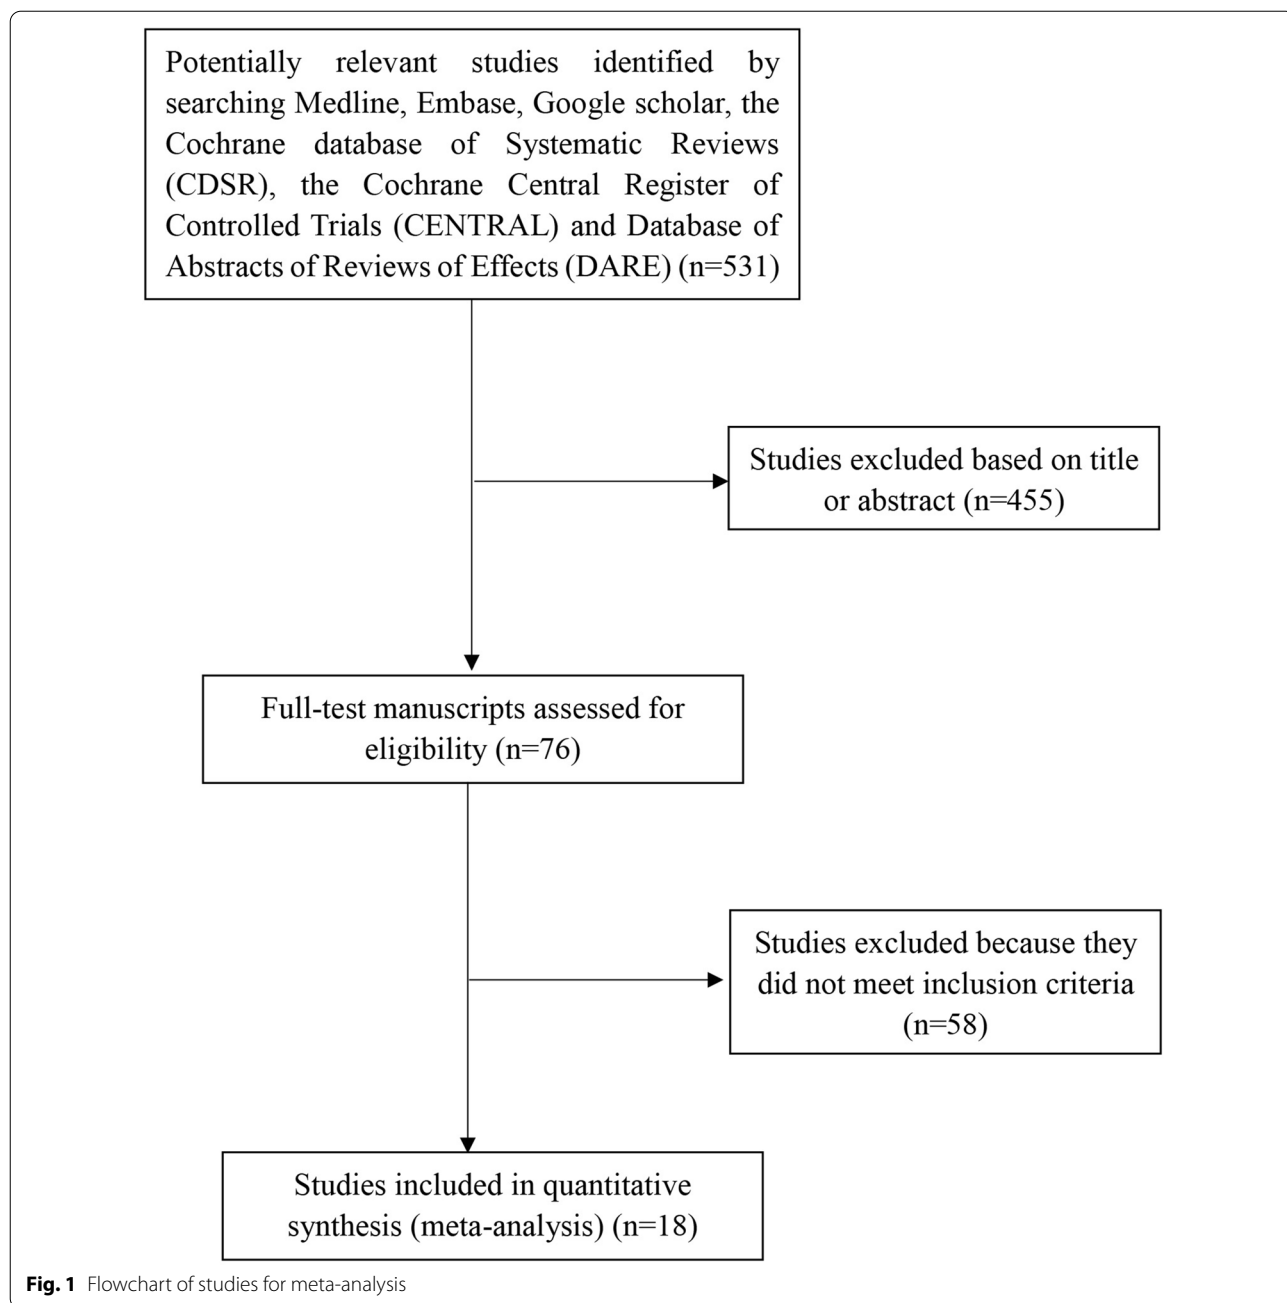 Potentially relevant studies identified by
searching Medline, Embase, Google scholar, the
Cochrane database of Systematic Reviews
(CDSR), the Cochrane Central Register of
Controlled Trials (CENTRAL) and Database of
Abstracts of Reviews of Effects (DARE) (n=531)
Studies excluded based on title
or abstract (n=455)
Full-test manuscripts assessed for
eligibility (n=76)
Studies excluded because they
did not meet inclusion criteria
(n=58)
Studies included in quantitative
synthesis (meta-analysis) (n=18)
Fig. 1 Flowchart of studies for meta-analysis